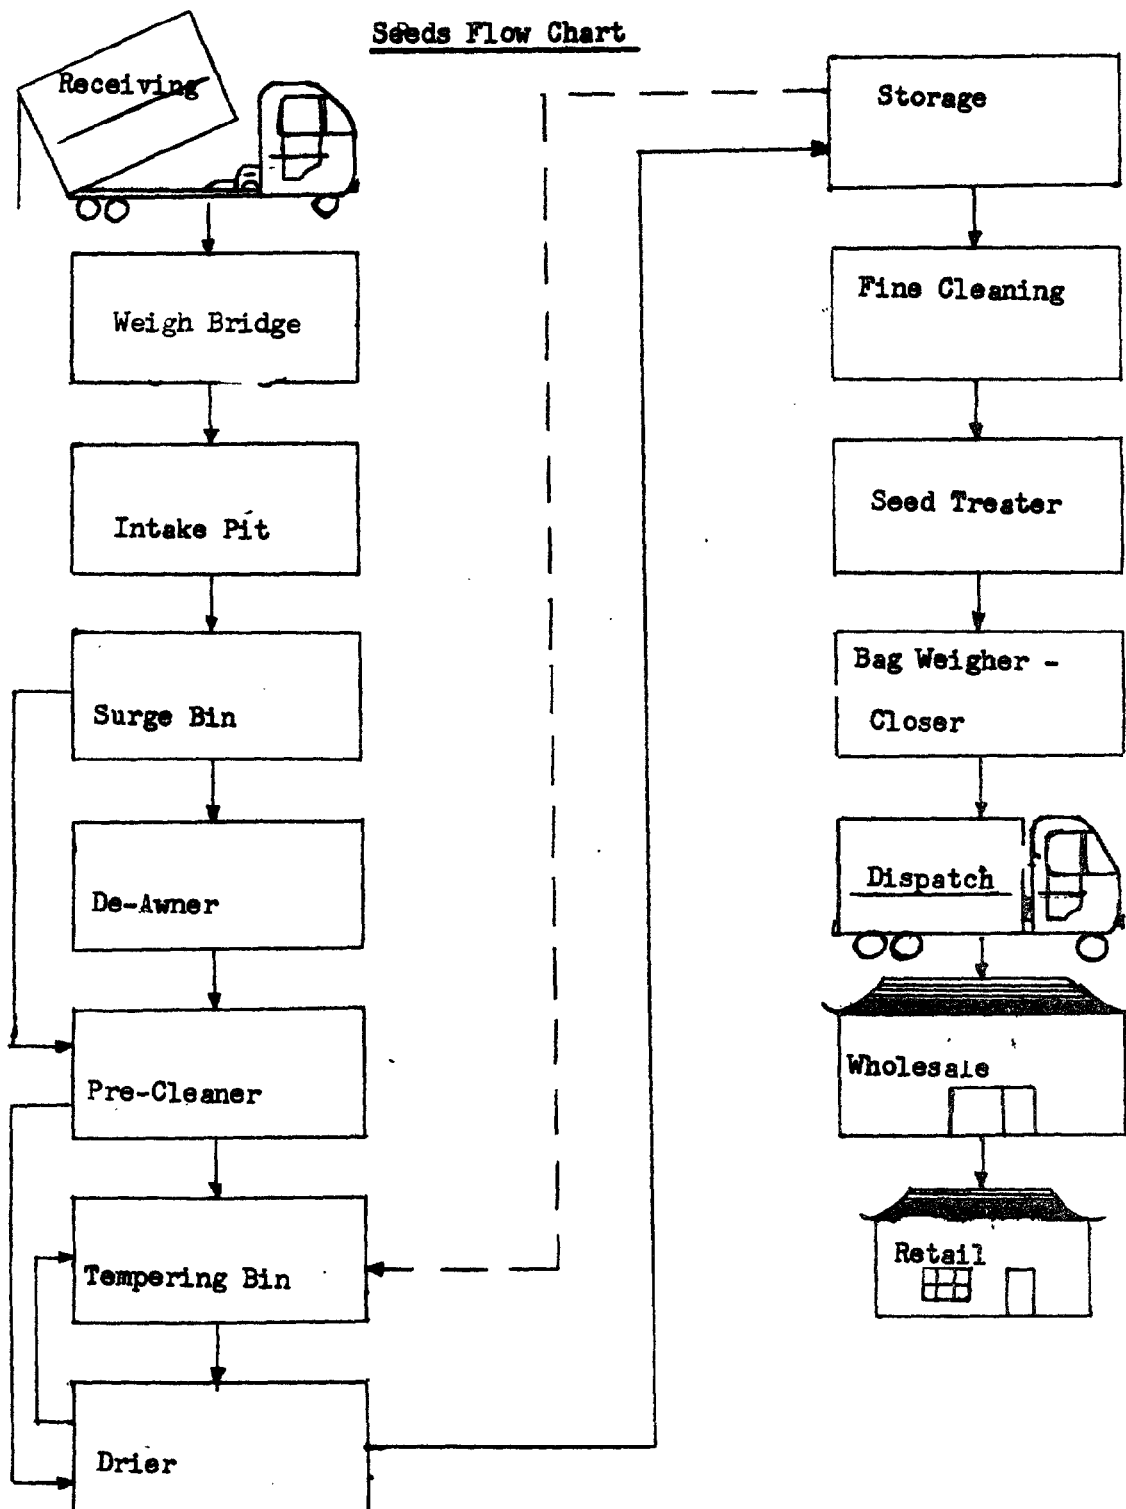 Seeds Flow Chart
Receiving
Weigh Bridge
Intake Pit
Surge Bin
De-Awner
Pre-Cleaner
Tempering Bin
Drier
Storage
Fine Cleaning
Seed Treater
Bag Weigher -
Closer
Dispatch
Wholesale
Retail